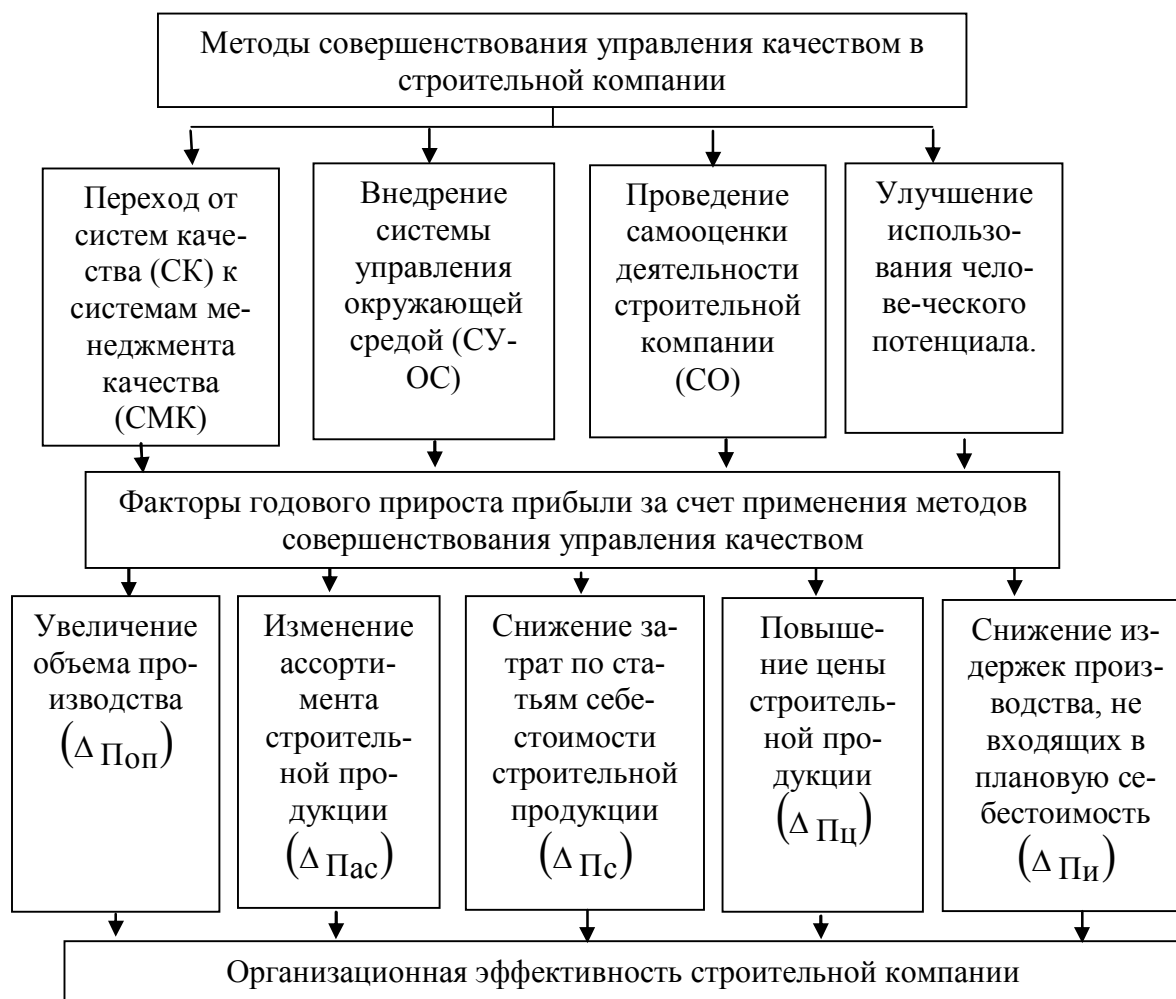 Методы совершенствования управления качеством в
строительной компании
Переход от
систем каче-
ства (СК) к
системам ме-
неджмента
качества
(СМК)
Внедрение
системы
управления
окружающей
средой (СУ-
ОС)
Проведение
самооценки
деятельности
строительной
компании
(СО)
Улучшение
использо-
вания чело-
ве-ческого
потенциала.
Факторы годового прироста прибыли за счет применения методов
совершенствования управления качеством
Увеличение
объема про-
изводства
(Δ Поп)
Изменение
ассорти-
мента
строитель-
ной про-
дукции
(Δ Пас)
Снижение за-
трат по ста-
тьям себе-
стоимости
строительной
продукции
(Δ Пс)
Повыше-
ние цены
строитель-
ной про-
дукции
(Δ Пц)
Снижение из-
держек произ-
водства, не
входящих в
плановую се-
бестоимость
(Δ Пи)
Организационная эффективность строительной компании